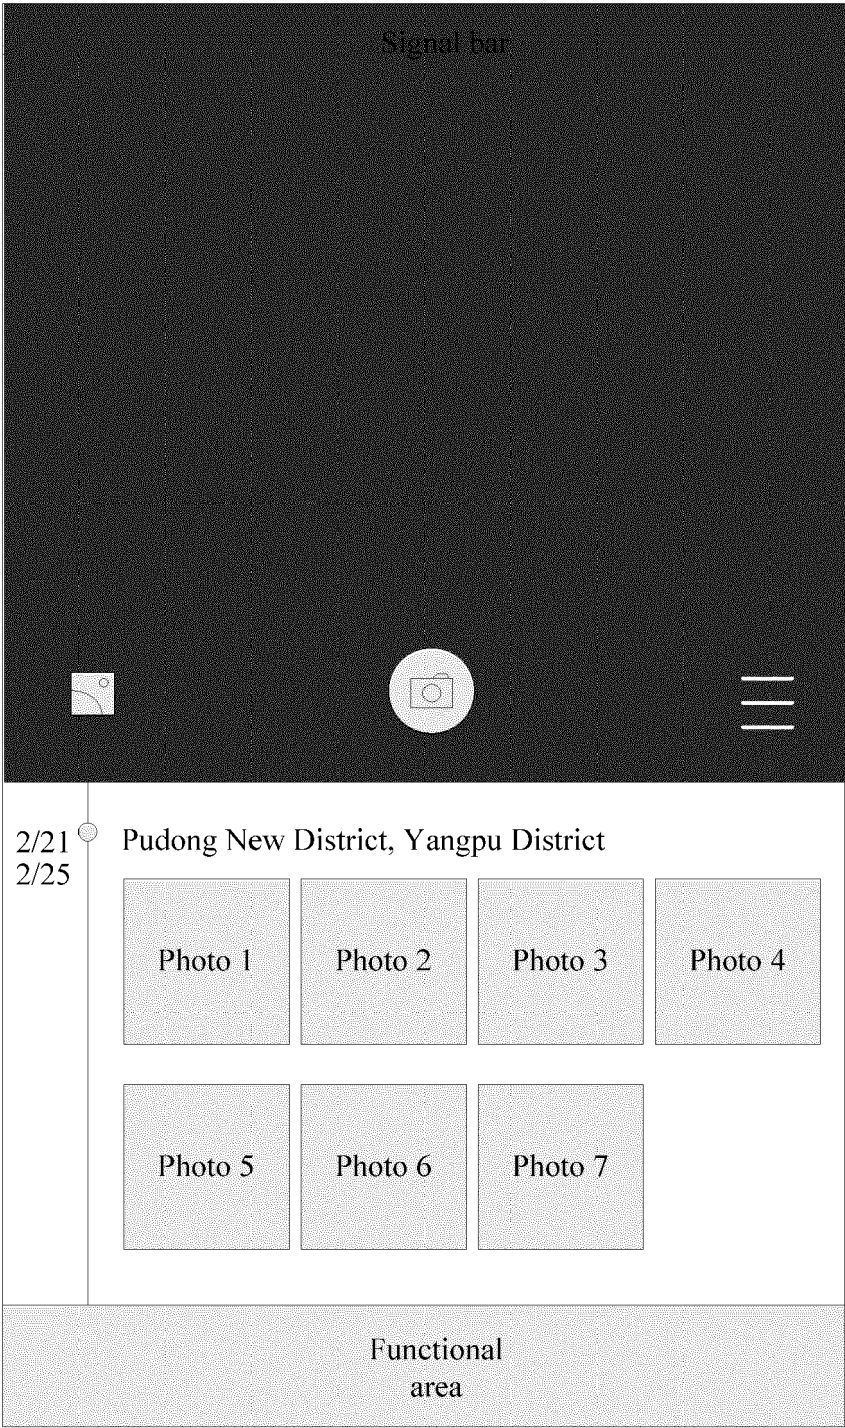 Signal bar
2/21
Pudong New District, Yangpu District
2/25
Photo 1
Photo 2
Photo 3
Photo 4
Photo 5
Photo 6
Photo 7
Functional
area